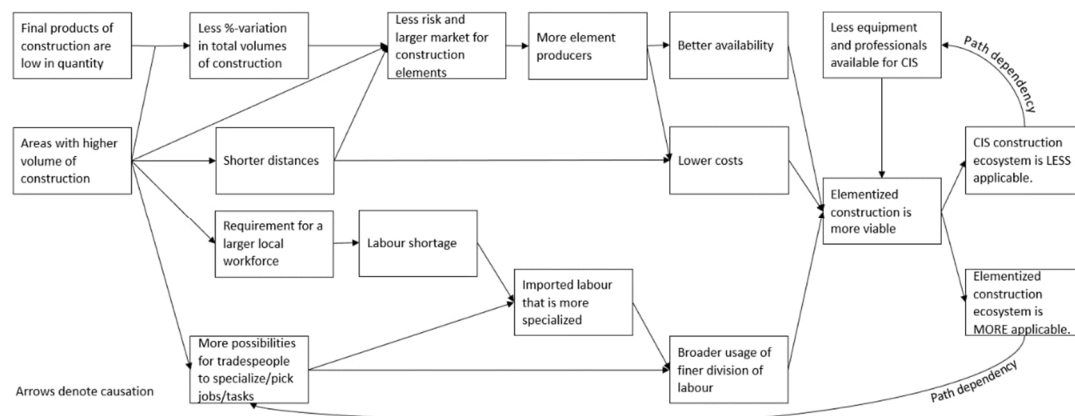 Final products of
construction are
low in quantity
Less %-variation
in total volumes
of construction
Less risk and
larger market for
construction
elements
More element
producers
Better availability
Less equipment
and professionals
available for CIS
Path dependency
Areas with higher
volume of
construction
Shorter distances
Lower costs
CIS construction
ecosystem is LESS
applicable.
Elementized
construction is
more viable
Requirement for a
larger local
workforce
Labour shortage
Imported labour
that is more
specialized
Elementized
construction
ecosystem is
MORE applicable.
More possibilities
for tradespeople
to specialize/pick
jobs/tasks
Broader usage of
finer division of
labour
Path dependency
Arrows denote causation